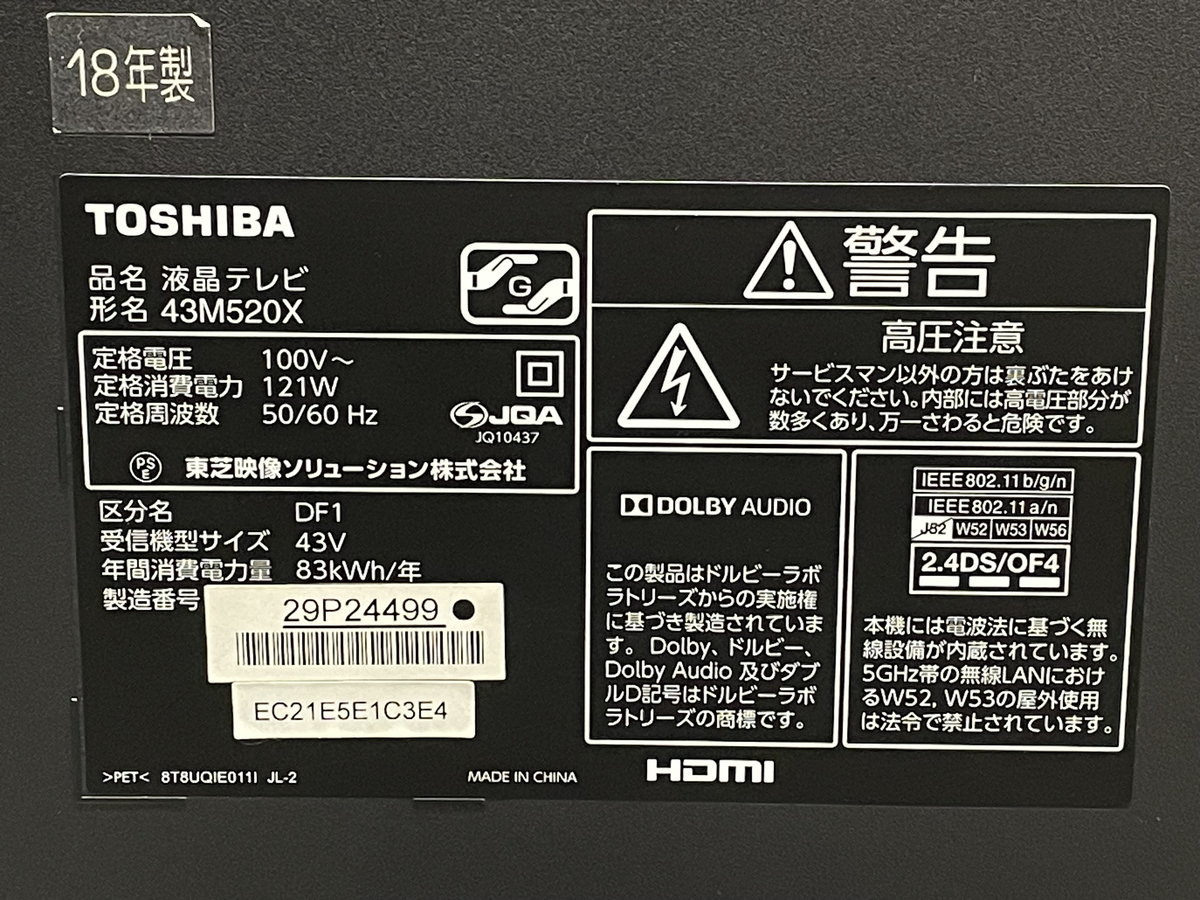 18年製
TOSHIBA
品名 液晶テレビ
形名 43M520X
G
定格電圧 100V～
定格消費電力 121W
定格周波数 50/60 Hz
JQA
JQ10437
PS
E
東芝映像ソリューション株式会社
区分名 DF1
受信機型サイズ 43V
年間消費電力量 83kWh/年
製造番号
29P24499
EC21E5E1C3E4
>PET< 8T8UQIE011I JL-2
MADE IN CHINA
警告
高圧注意
サービスマン以外の方は裏ぶたをあけ
ないでください。内部には高電圧部分が
数多くあり、万一さわると危険です。
DOLBY AUDIO
この製品はドルビーラボ
ラトリーズからの実施権
に基づき製造されていま
す。Dolby、ドルビー、
Dolby Audio 及びダブ
ルD記号はドルビーラボ
ラトリーズの商標です。
HDMI
IEEE802.11b/g/n
IEEE802.11a/n
J52 W52 W53 W56
2.4DS/OF4
本機には電波法に基づく無
線設備が内蔵されています。
5GHz帯の無線LANにおけ
るW52, W53の屋外使用
は法令で禁止されています。